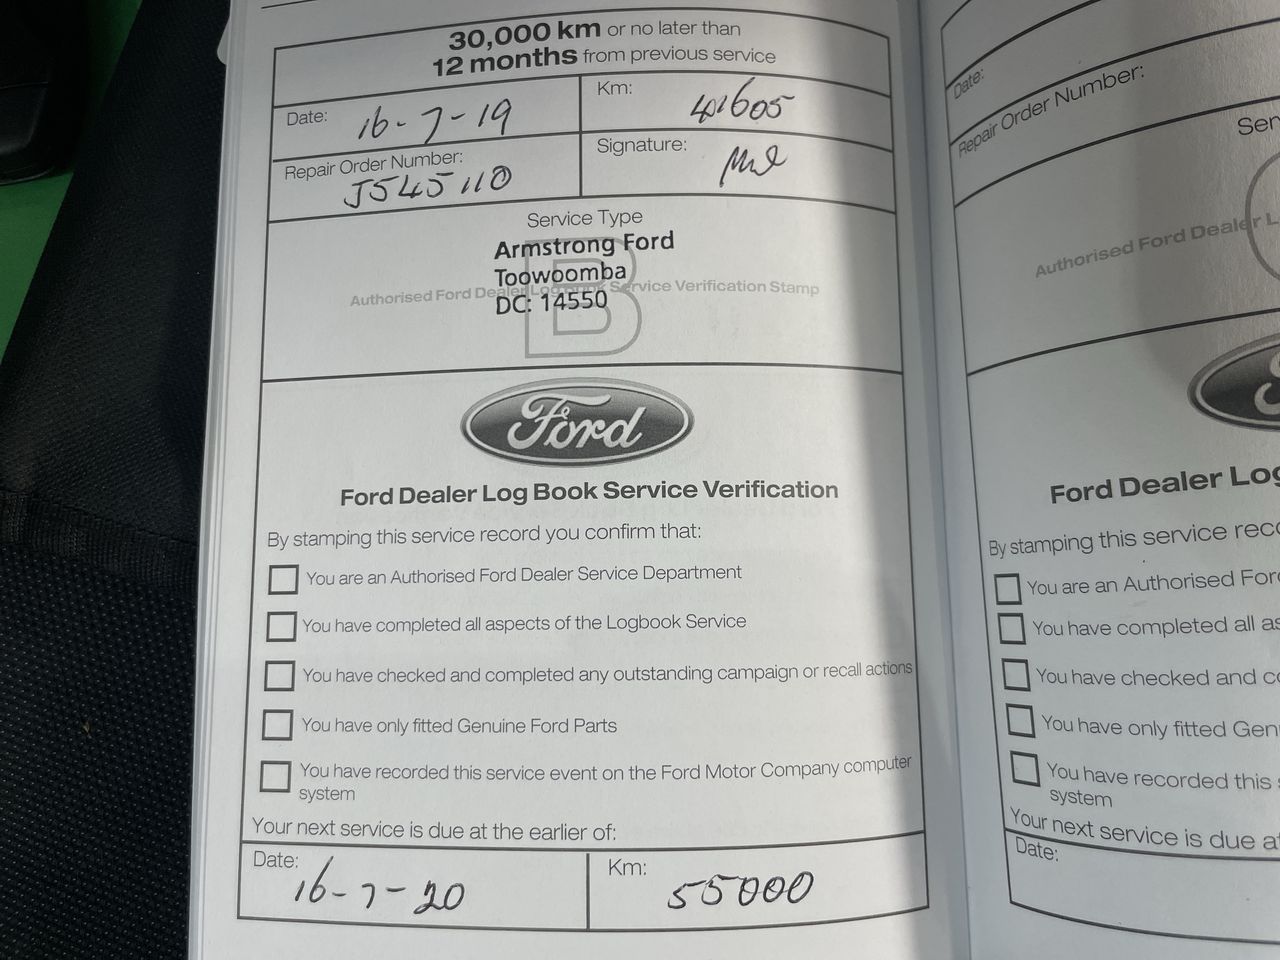 30,000 km or no later than
12 months from previous service
Date: 16-7-19
Km: 41605
Repair Order Number:
J545110
Signature:
Service Type
B
Armstrong Ford
Toowoomba
Authorised Ford Dealer Log Book Service Verification Stamp
DC: 14550
Ford
Ford Dealer Log Book Service Verification
By stamping this service record you confirm that:
You are an Authorised Ford Dealer Service Department
You have completed all aspects of the Logbook Service
You have checked and completed any outstanding campaign or recall actions
You have only fitted Genuine Ford Parts
You have recorded this service event on the Ford Motor Company computer
system
Your next service is due at the earlier of:
Date: 16-7-20
Km: 55000
Date:
Repair Order Number:
Ser
Authorised Ford Dealer L
Ford Dealer Log
By stamping this service reco
You are an Authorised For
You have completed all as
You have checked and co
You have only fitted Gen
You have recorded this
system
Your next service is due at
Date: